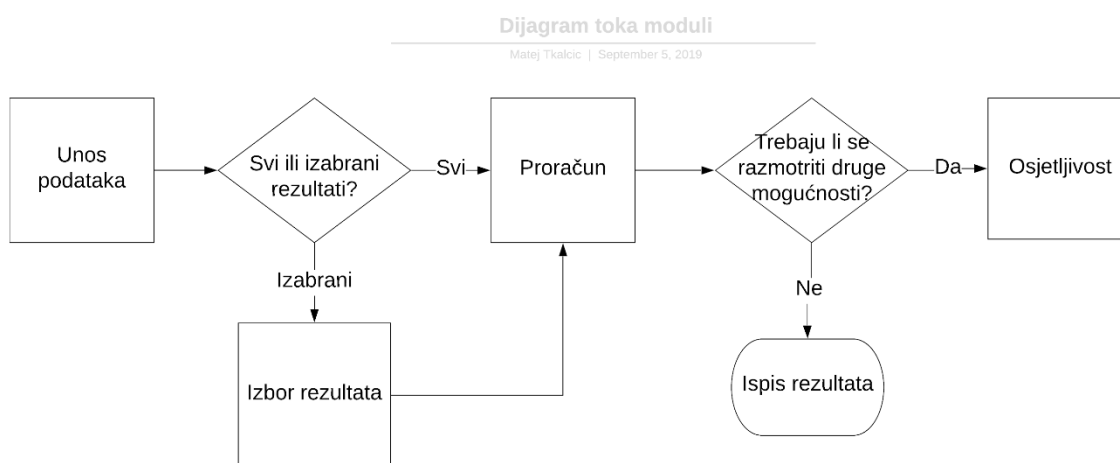 Dijagram toka moduli
Matej Tkalcic | September 5, 2019
Unos
podataka
Svi ili izabrani
rezultati?
Svi
Proračun
Trebaju li se
razmotriti druge
mogućnosti?
Da
Osjetljivost
Izabrani
Ne
Izbor rezultata
Ispis rezultata